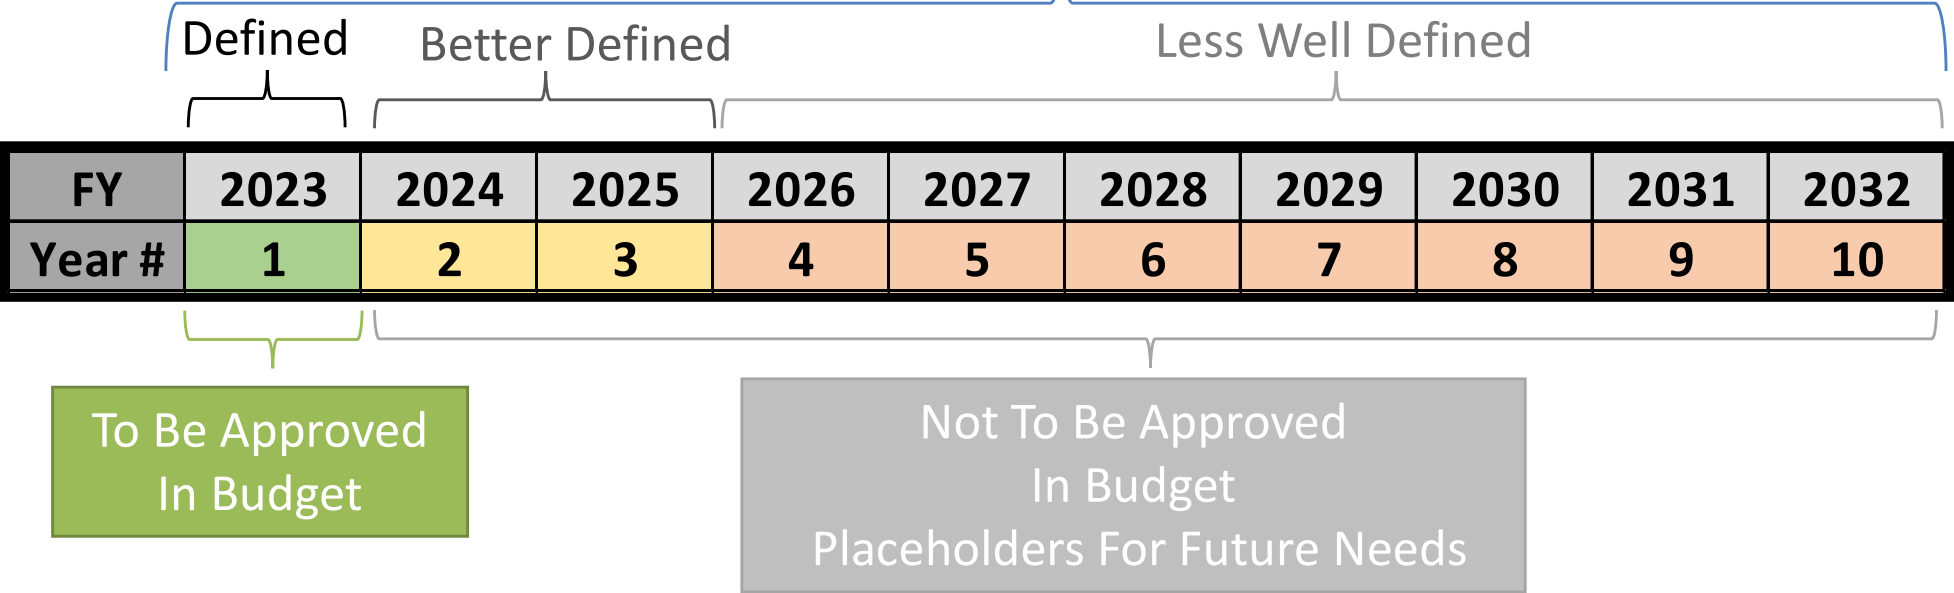 Defined
Better Defined
Less Well Defined
FY 2023 2024 2025 2026 2027 2028 2029 2030 2031 2032
Year # 1 2 3 4 5 6 7 8 9 10
To Be Approved
In Budget
Not To Be Approved
In Budget
Placeholders For Future Needs